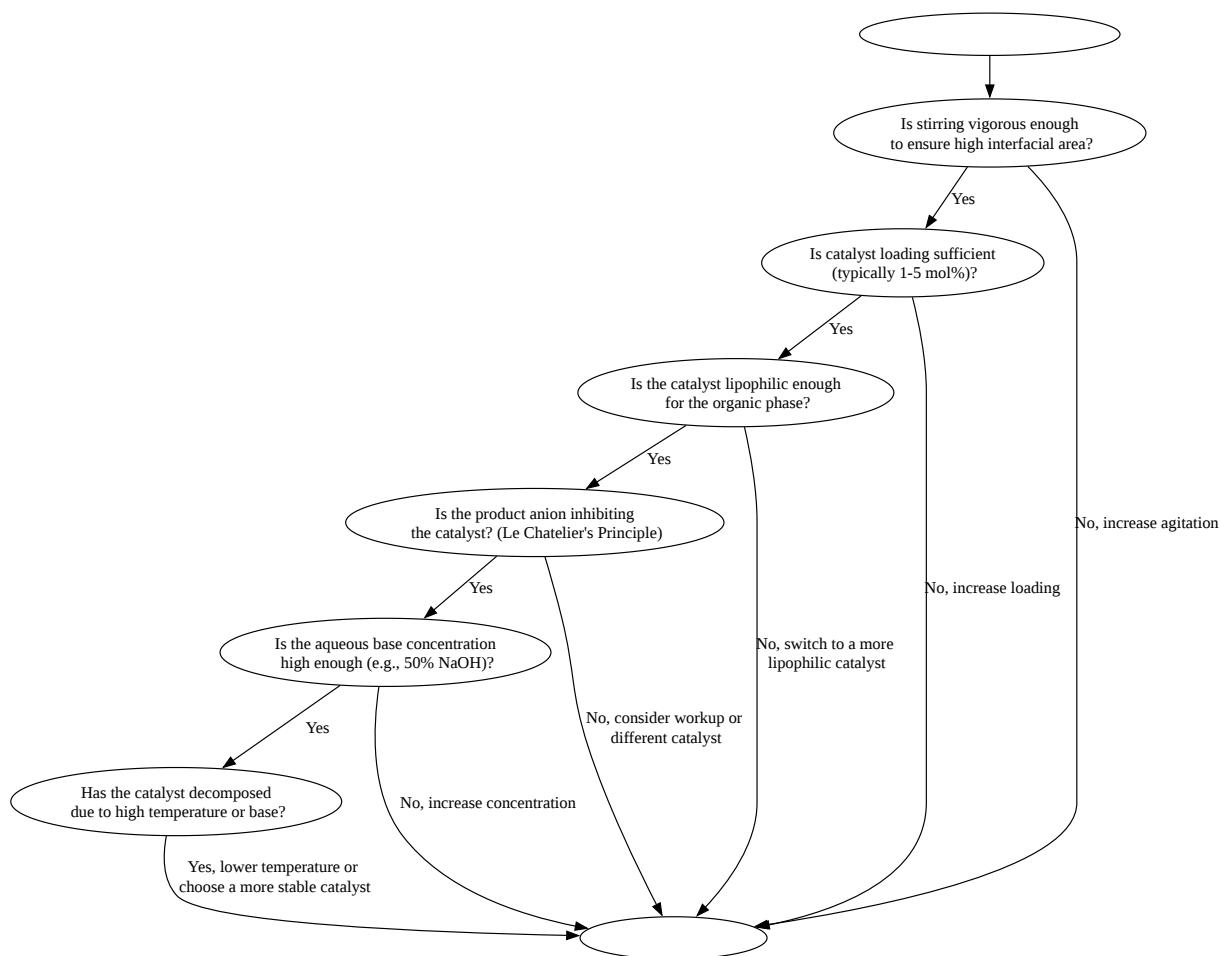 Is stirring vigorous enough
to ensure high interfacial area?
Yes
Is catalyst loading sufficient
(typically 1-5 mol%)?
Yes
Is the catalyst lipophilic enough
for the organic phase?
Yes
Is the product anion inhibiting
the catalyst? (Le Chatelier's Principle)
No, increase agitation
Yes
No, increase loading
Is the aqueous base concentration
high enough (e.g., 50% NaOH)?
No, switch to a more
lipophilic catalyst
Yes
No, consider workup or
different catalyst
Has the catalyst decomposed
due to high temperature or base?
No, increase concentration
Yes, lower temperature or
choose a more stable catalyst